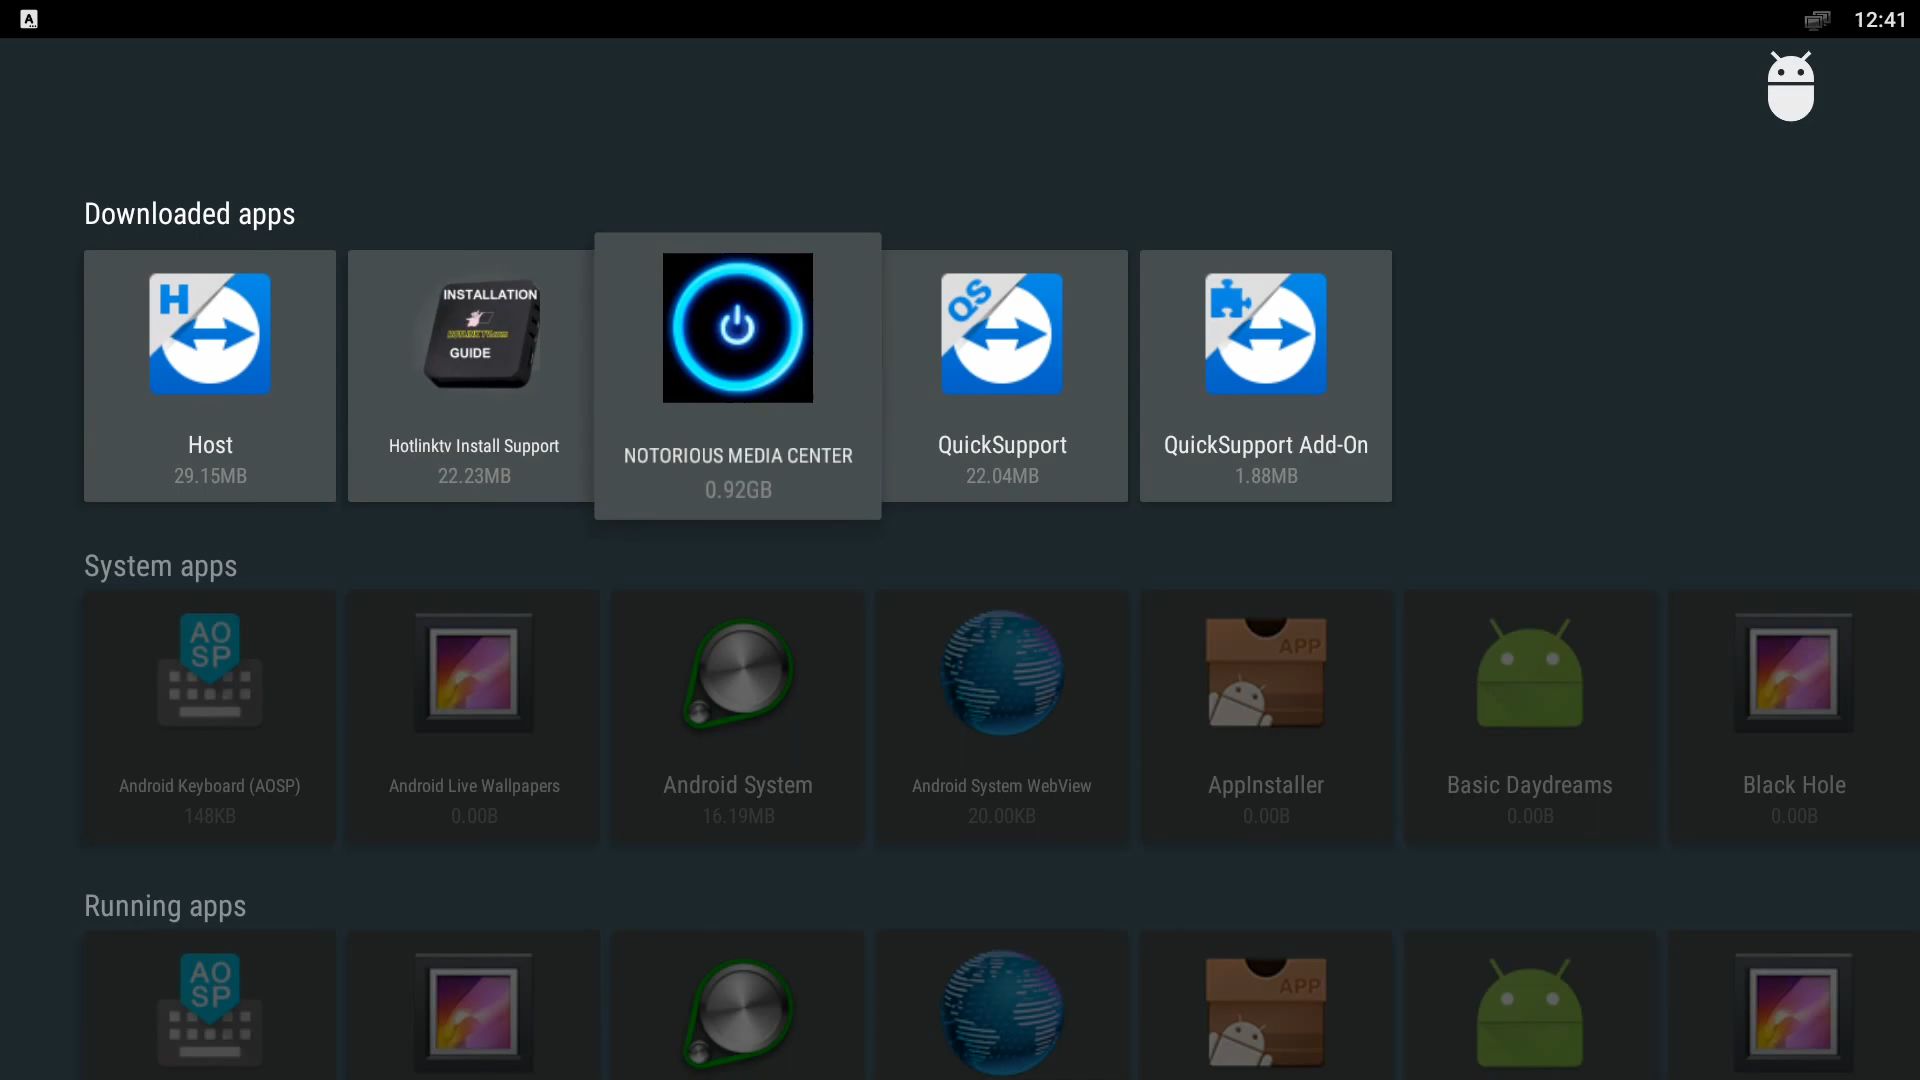 A
12:41
Downloaded apps
H
Host
29.15MB
INSTALLATION
HOTLINKTV.com
GUIDE
Hotlinktv Install Support
22.23MB
NOTORIOUS MEDIA CENTER
0.92GB
QS
QuickSupport
22.04MB
QuickSupport Add-On
1.88MB
System apps
AO
SP
Android Keyboard (AOSP)
148KB
Android Live Wallpapers
0.00B
Android System
16.19MB
Android System WebView
20.00KB
APP
AppInstaller
0.00B
Basic Daydreams
0.00B
Black Hole
0.00B
Running apps
AO
SP
APP